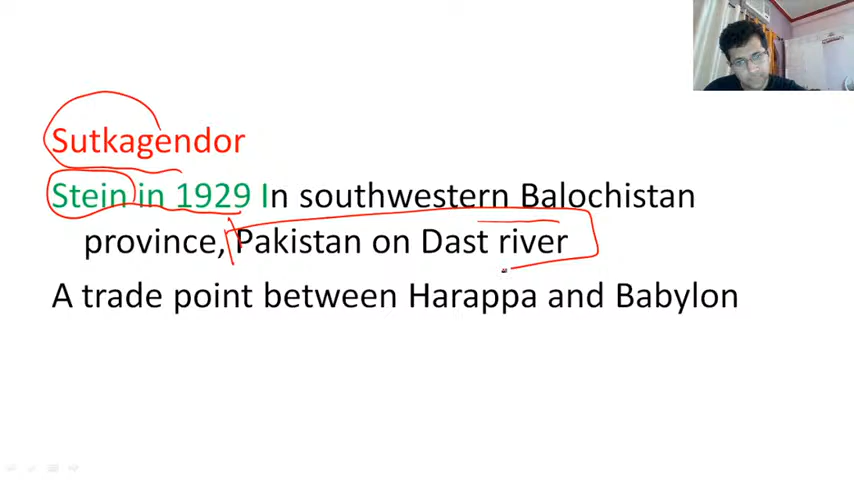 Sutkagendor
Stein in 1929 In southwestern Balochistan
province, Pakistan on Dast river
A trade point between Harappa and Babylon